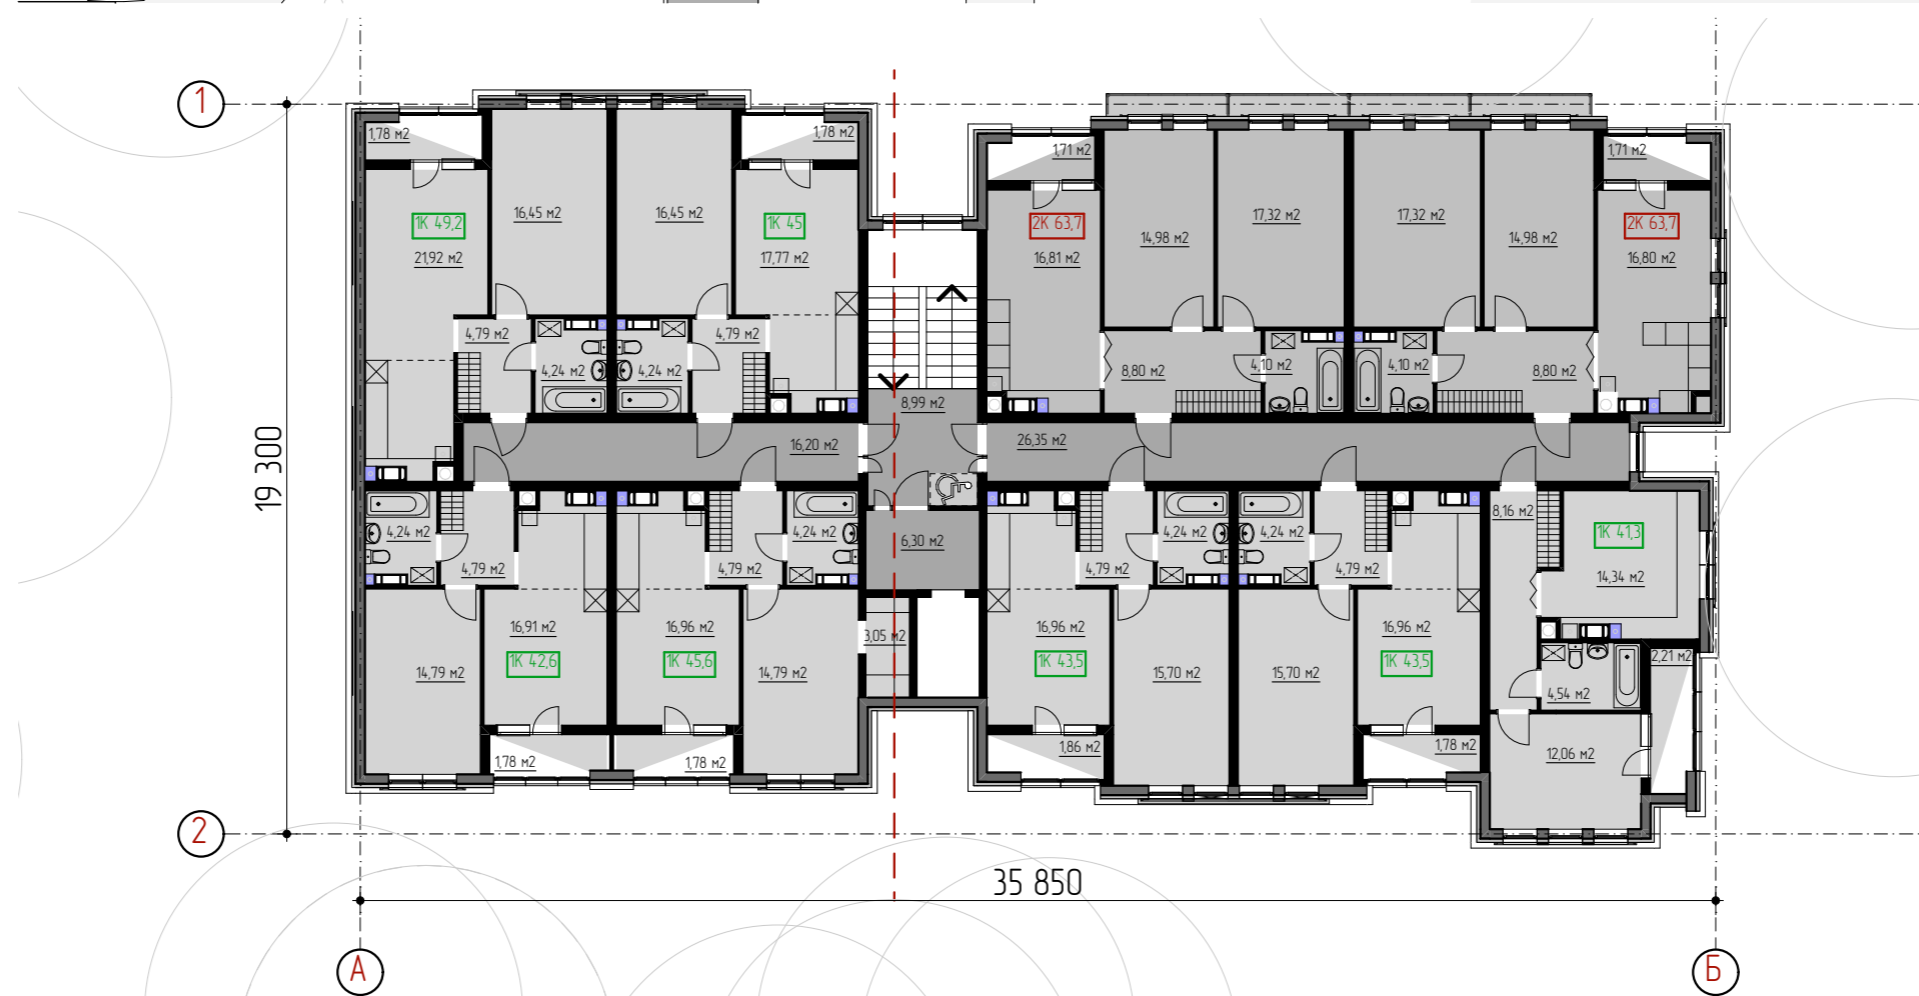 1
1,78 м2
1,78 м2
1,71 м2
1,71 м2
1К 49,2
16,45 м2
16,45 м2
1К 45
2К 63,7
17,32 м2
17,32 м2
2К 63,7
21,92 м2
17,77 м2
16,81 м2
14,98 м2
14,98 м2
16,80 м2
4,79 м2
4,79 м2
4,24 м2
4,24 м2
8,80 м2
4,10 м2
4,10 м2
8,80 м2
8,99 м2
16,20 м2
26,35 м2
19 300
4,24 м2
4,24 м2
4,24 м2
4,24 м2
8,16 м2
1К 41,3
6,30 м2
4,79 м2
4,79 м2
4,79 м2
4,79 м2
14,34 м2
16,91 м2
16,96 м2
3,05 м2
16,96 м2
16,96 м2
1К 42,6
1К 45,6
1К 43,5
1К 43,5
2,21 м2
14,79 м2
14,79 м2
15,70 м2
15,70 м2
4,54 м2
1,78 м2
1,78 м2
1,86 м2
1,78 м2
12,06 м2
2
35 850
А
Б